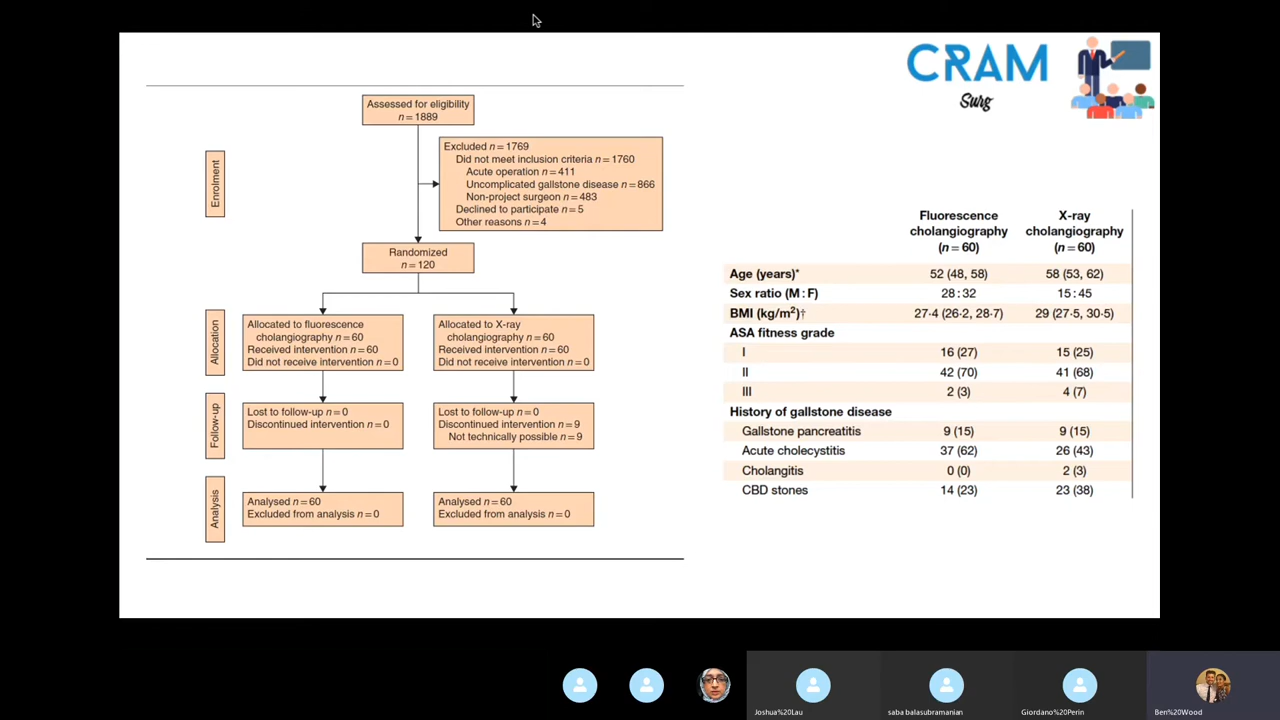 CRAM
Surg
Assessed for eligibility
n = 1889
Enrolment
Excluded n = 1769
Did not meet inclusion criteria n = 1760
Acute operation n = 411
Uncomplicated gallstone disease n = 866
Non-project surgeon n = 483
Declined to participate n = 5
Other reasons n = 4
Randomized
n = 120
Allocation
Allocated to fluorescence
cholangiography n = 60
Received intervention n = 60
Did not receive intervention n = 0
Allocated to X-ray
cholangiography n = 60
Received intervention n = 60
Did not receive intervention n = 0
Follow-up
Lost to follow-up n = 0
Discontinued intervention n = 0
Lost to follow-up n = 0
Discontinued intervention n = 9
Not technically possible n = 9
Analysis
Analysed n = 60
Excluded from analysis n = 0
Analysed n = 60
Excluded from analysis n = 0
Fluorescence
cholangiography
(n = 60)
X-ray
cholangiography
(n = 60)
Age (years)* 52 (48, 58) 58 (53, 62)
Sex ratio (M : F) 28 : 32 15 : 45
BMI (kg/m²)† 27·4 (26·2, 28·7) 29 (27·5, 30·5)
ASA fitness grade
I 16 (27) 15 (25)
II 42 (70) 41 (68)
III 2 (3) 4 (7)
History of gallstone disease
Gallstone pancreatitis 9 (15) 9 (15)
Acute cholecystitis 37 (62) 26 (43)
Cholangitis 0 (0) 2 (3)
CBD stones 14 (23) 23 (38)
Joshua%20Lau
saba balasubramanian
Giordano%20Perin
Ben%20Wood